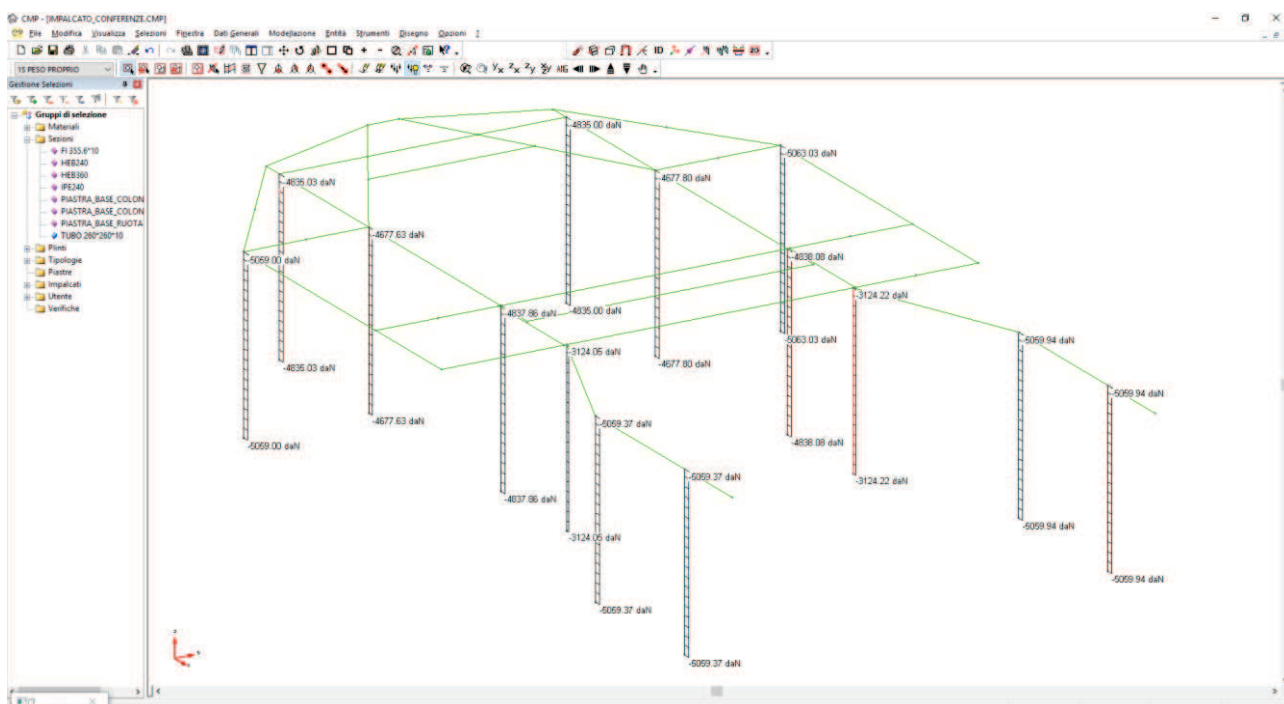 CMP - [IMPALCATO_CONFERENZE.CMP]
File Modifica Visualizza Selezioni Finestra Dati Generali Modellazione Entità Strumenti Disegno Opzioni ?
15 PESO PROPRIO
Gestione Selezioni
Gruppi di selezione
Materiali
Sezioni
FI 355.6*10
HEB240
HEB360
IPE240
PIASTRA_BASE_COLON
PIASTRA_BASE_COLON
PIASTRA_BASE_RUOTA
TUBO 260*260*10
Plinti
Tipologie
Piastre
Impalcati
Utente
Verifiche
-4835.00 daN
-5063.03 daN
-4835.03 daN
-4677.80 daN
-4677.63 daN
-5059.00 daN
-4838.08 daN
-3124.22 daN
-4837.86 daN
-4835.00 daN
-5063.03 daN
-5059.94 daN
-3124.05 daN
-4835.03 daN
-4677.80 daN
-5059.94 daN
-4677.63 daN
-5059.37 daN
-5059.00 daN
-4838.08 daN
-5059.37 daN
-3124.22 daN
-4837.86 daN
-5059.94 daN
-3124.05 daN
-5059.94 daN
-5059.37 daN
-5059.37 daN